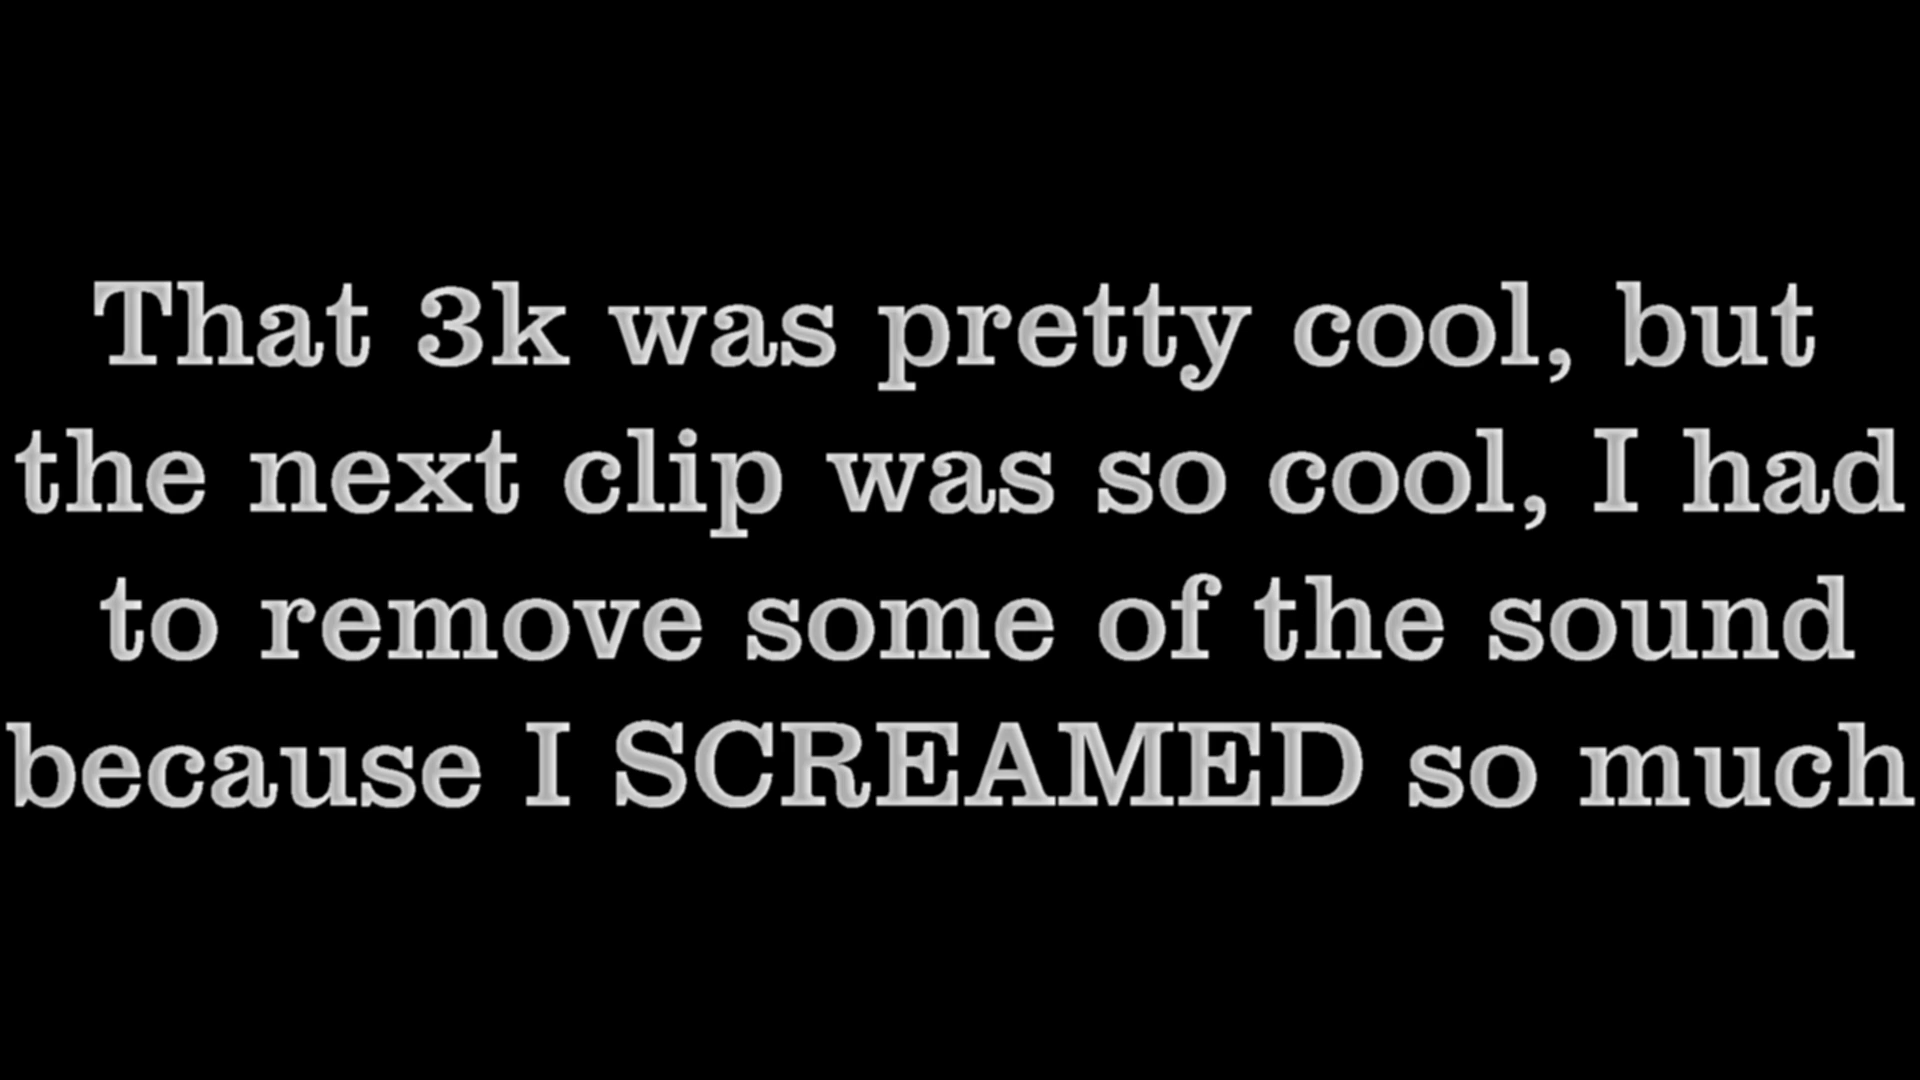 That 3k was pretty cool, but
the next clip was so cool, I had
to remove some of the sound
because I SCREAMED so much